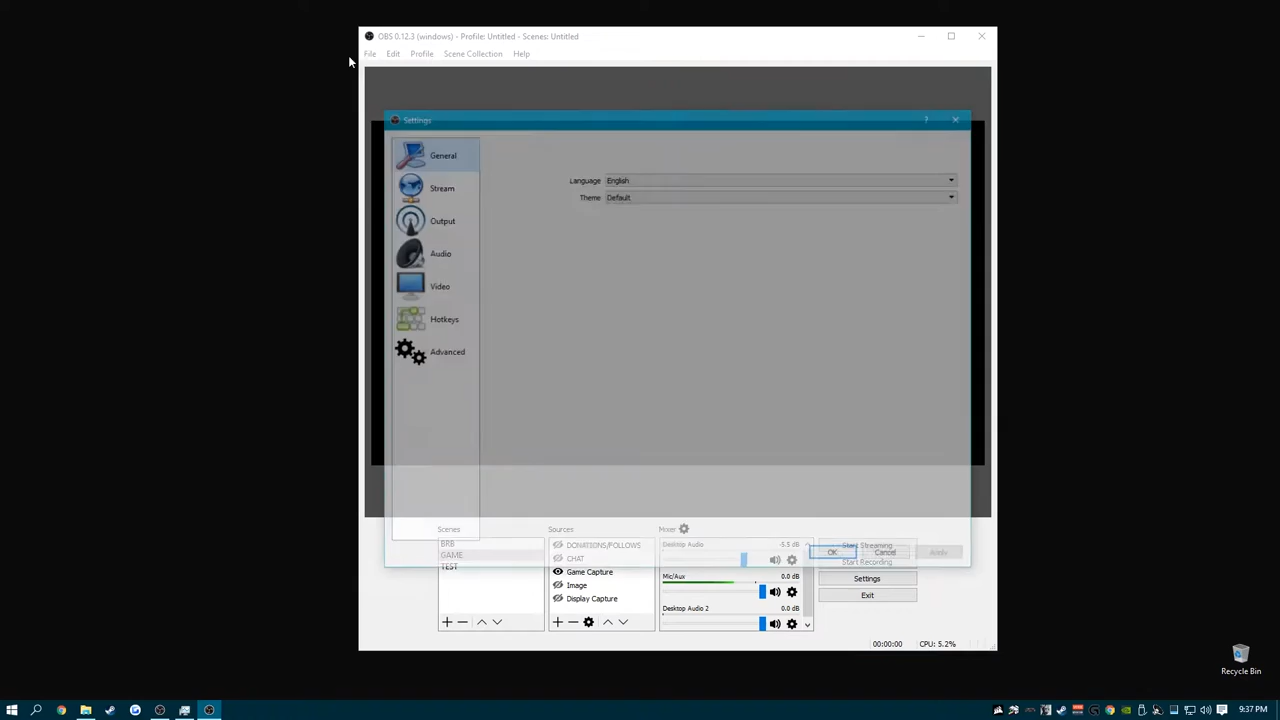 OBS 0.12.3 (windows) - Profile: Untitled - Scenes: Untitled
File Edit Profile Scene Collection Help
Settings
General
Stream
Output
Audio
Video
Hotkeys
Advanced
Language English
Theme Default
Scenes
BRB
GAME
TEST
Sources
DONATIONS/FOLLOWS
CHAT
Game Capture
Image
Display Capture
Mixer
Desktop Audio -5.5 dB
Mic/Aux 0.0 dB
Desktop Audio 2 0.0 dB
OK Cancel Apply
Start Streaming
Start Recording
Settings
Exit
00:00:00 CPU: 5.2%
Recycle Bin
9:37 PM